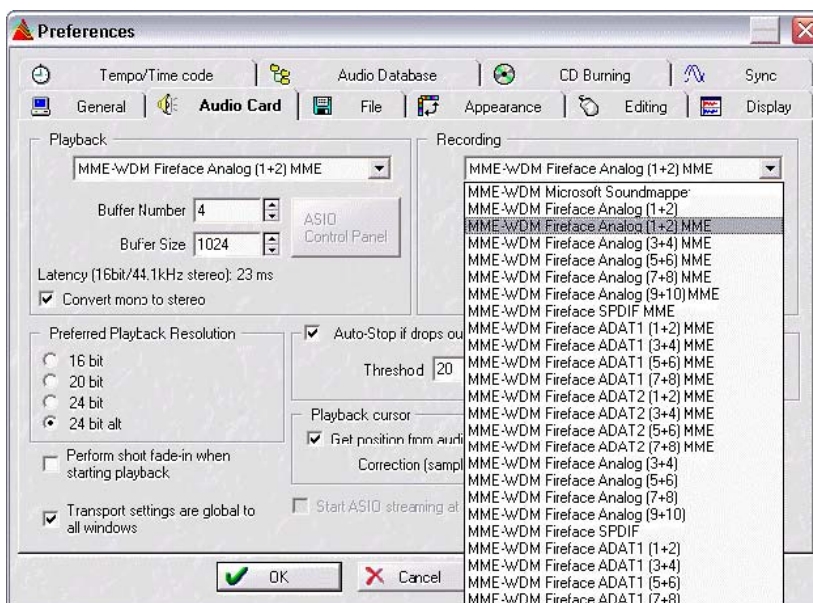 Preferences
Tempo/Time code
Audio Database
CD Burning
Sync
General
Audio Card
File
Appearance
Editing
Display
Playback
MME-WDM Fireface Analog (1+2) MME
Buffer Number 4
Buffer Size 1024
ASIO
Control Panel
Latency (16bit/44.1kHz stereo): 23 ms
Convert mono to stereo
Recording
MME-WDM Fireface Analog (1+2) MME
MME-WDM Microsoft Soundmapper
MME-WDM Fireface Analog (1+2)
MME-WDM Fireface Analog (1+2) MME
MME-WDM Fireface Analog (3+4) MME
MME-WDM Fireface Analog (5+6) MME
MME-WDM Fireface Analog (7+8) MME
MME-WDM Fireface Analog (9+10) MME
MME-WDM Fireface SPDIF MME
MME-WDM Fireface ADAT1 (1+2) MME
MME-WDM Fireface ADAT1 (3+4) MME
MME-WDM Fireface ADAT1 (5+6) MME
MME-WDM Fireface ADAT1 (7+8) MME
MME-WDM Fireface ADAT2 (1+2) MME
MME-WDM Fireface ADAT2 (3+4) MME
MME-WDM Fireface ADAT2 (5+6) MME
MME-WDM Fireface ADAT2 (7+8) MME
MME-WDM Fireface Analog (3+4)
MME-WDM Fireface Analog (5+6)
MME-WDM Fireface Analog (7+8)
MME-WDM Fireface Analog (9+10)
MME-WDM Fireface SPDIF
MME-WDM Fireface ADAT1 (1+2)
MME-WDM Fireface ADAT1 (3+4)
MME-WDM Fireface ADAT1 (5+6)
MME-WDM Fireface ADAT1 (7+8)
Preferred Playback Resolution
16 bit
20 bit
24 bit
24 bit alt
Auto-Stop if drops ou
Threshold 20
Playback cursor
Get position from audi
Correction (sampl
Perform short fade-in when
starting playback
Transport settings are global to
all windows
Start ASIO streaming at
OK
Cancel